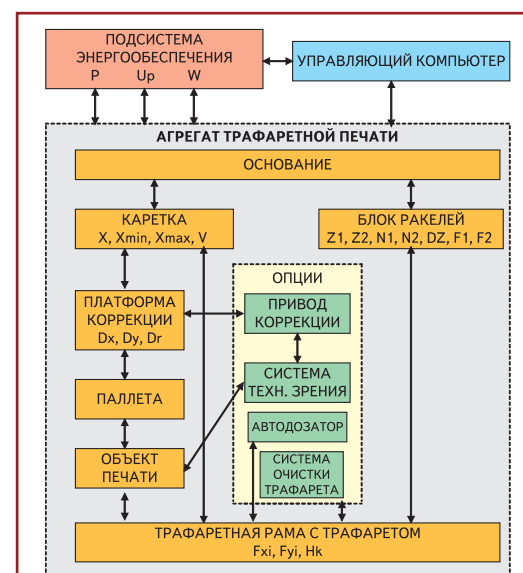 ПОДСИСТЕМА
ЭНЕРГООБЕСПЕЧЕНИЯ
P Up W
УПРАВЛЯЮЩИЙ КОМПЬЮТЕР
АГРЕГАТ ТРАФАРЕТНОЙ ПЕЧАТИ
ОСНОВАНИЕ
КАРЕТКА
X, Xmin, Xmax, V
БЛОК РАКЕЛЕЙ
Z1, Z2, N1, N2, DZ, F1, F2
ОПЦИИ
ПЛАТФОРМА
КОРРЕКЦИИ
Dx, Dy, Dr
ПРИВОД
КОРРЕКЦИИ
ПАЛЛЕТА
СИСТЕМА
ТЕХН. ЗРЕНИЯ
АВТОДОЗАТОР
ОБЪЕКТ
ПЕЧАТИ
СИСТЕМА
ОЧИСТКИ
ТРАФАРЕТА
ТРАФАРЕТНАЯ РАМА С ТРАФАРЕТОМ
Fxi, Fyi, Hk